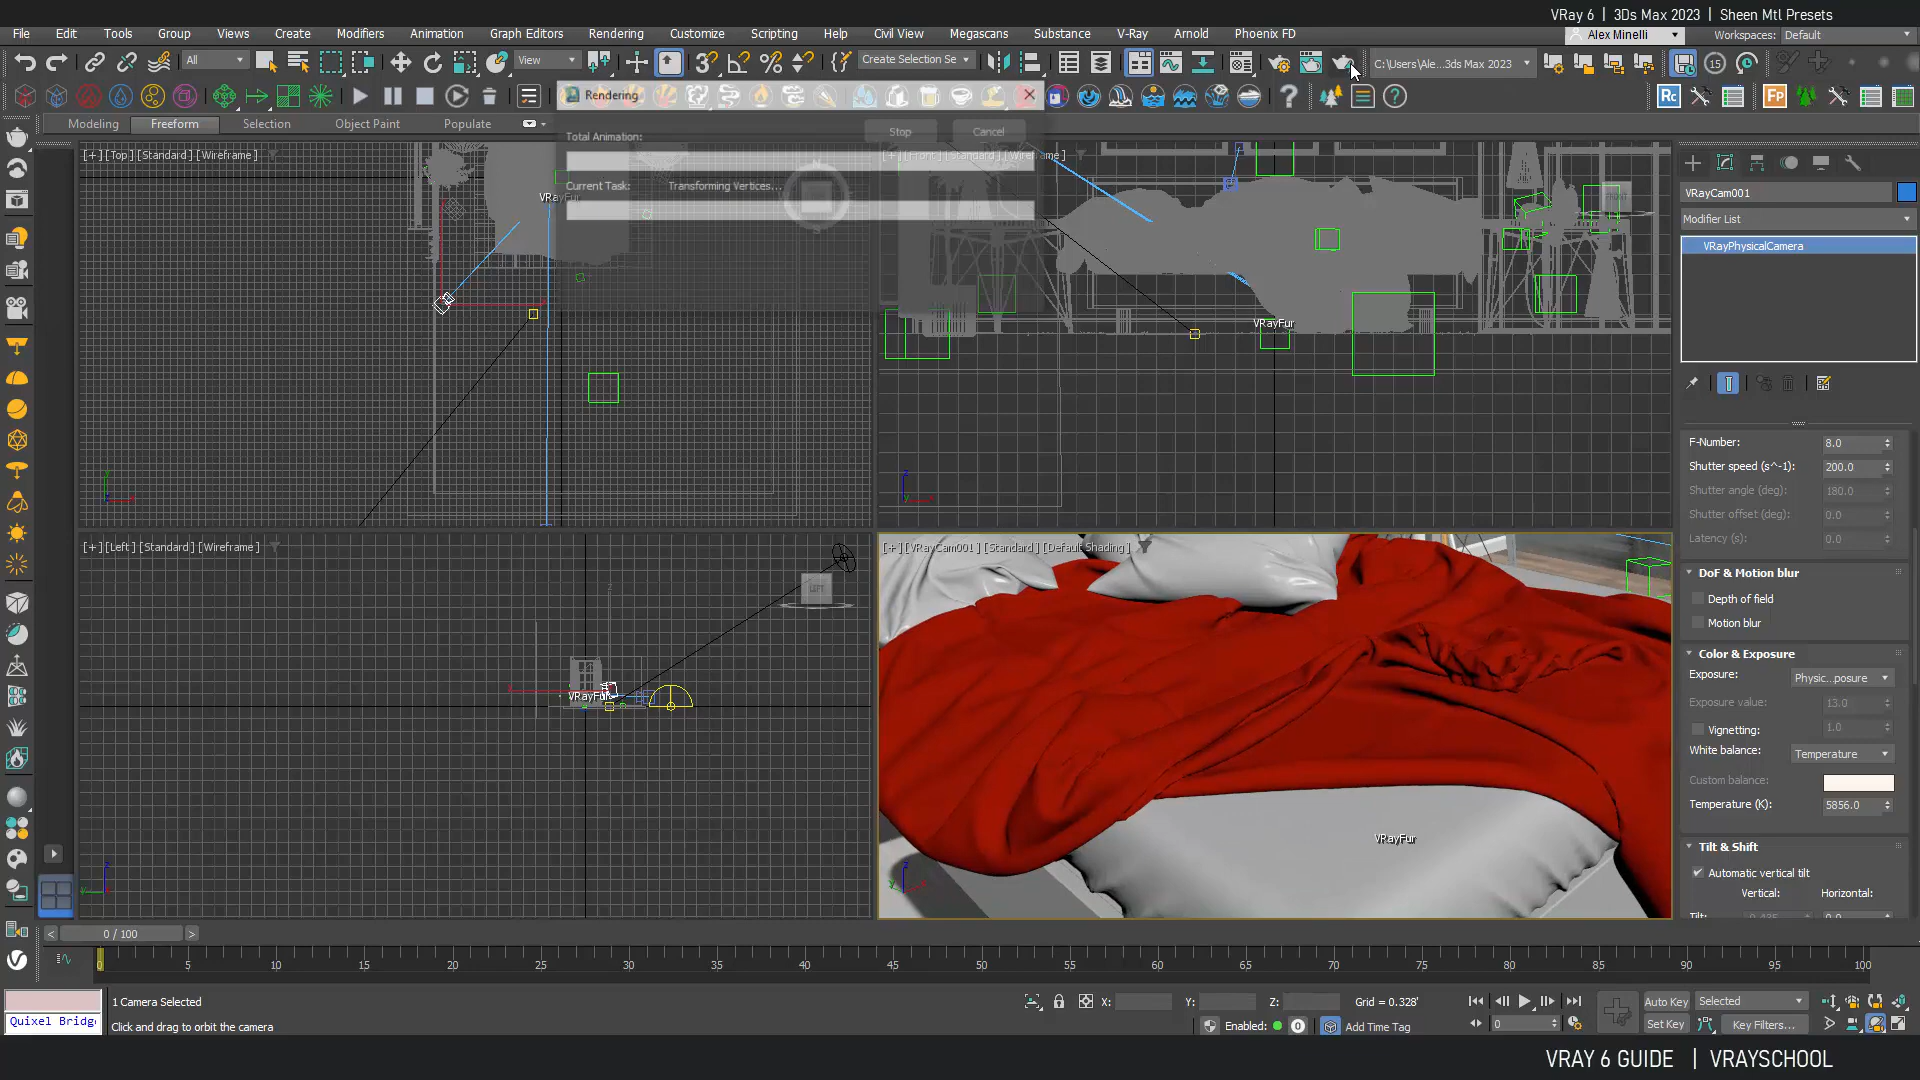 VRay 6 | 3Ds Max 2023 | Sheen Mtl Presets
File Edit Tools Group Views Create Modifiers Animation Graph Editors Rendering Customize Scripting Help Civil View Megascans Substance V-Ray Arnold Phoenix FD
Alex Minelli
Workspaces: Default
All
View
Create Selection Se
C:\Users\Ale...3ds Max 2023
15
Rc
Fp
Modeling Freeform Selection Object Paint Populate
Rendering
Total Animation:
Stop Cancel
Current Task: Transforming Vertices...
[+] [Top] [Standard] [Wireframe]
[+] [Front] [Standard] [Wireframe]
VRayFur
VRayFur
[+] [Left] [Standard] [Wireframe]
LEFT
VRayFur
[+] [VRayCam001] [Standard] [Default Shading]
VRayFur
VRayCam001
Modifier List
VRayPhysicalCamera
F-Number: 8.0
Shutter speed (s^-1): 200.0
Shutter angle (deg): 180.0
Shutter offset (deg): 0.0
Latency (s): 0.0
DoF & Motion blur
Depth of field
Motion blur
Color & Exposure
Exposure: Physic...posure
Exposure value: 13.0
Vignetting: 1.0
White balance: Temperature
Custom balance:
Temperature (K): 5856.0
Tilt & Shift
Automatic vertical tilt
Vertical: Horizontal:
0 / 100
0 5 10 15 20 25 30 35 40 45 50 55 60 65 70 75 80 85 90 95 100
1 Camera Selected
X: Y: Z: Grid = 0.328'
Auto Key Selected
Quixel Bridg
Click and drag to orbit the camera
Enabled: 0 Add Time Tag
0
Set Key Key Filters...
VRAY 6 GUIDE | VRAYSCHOOL